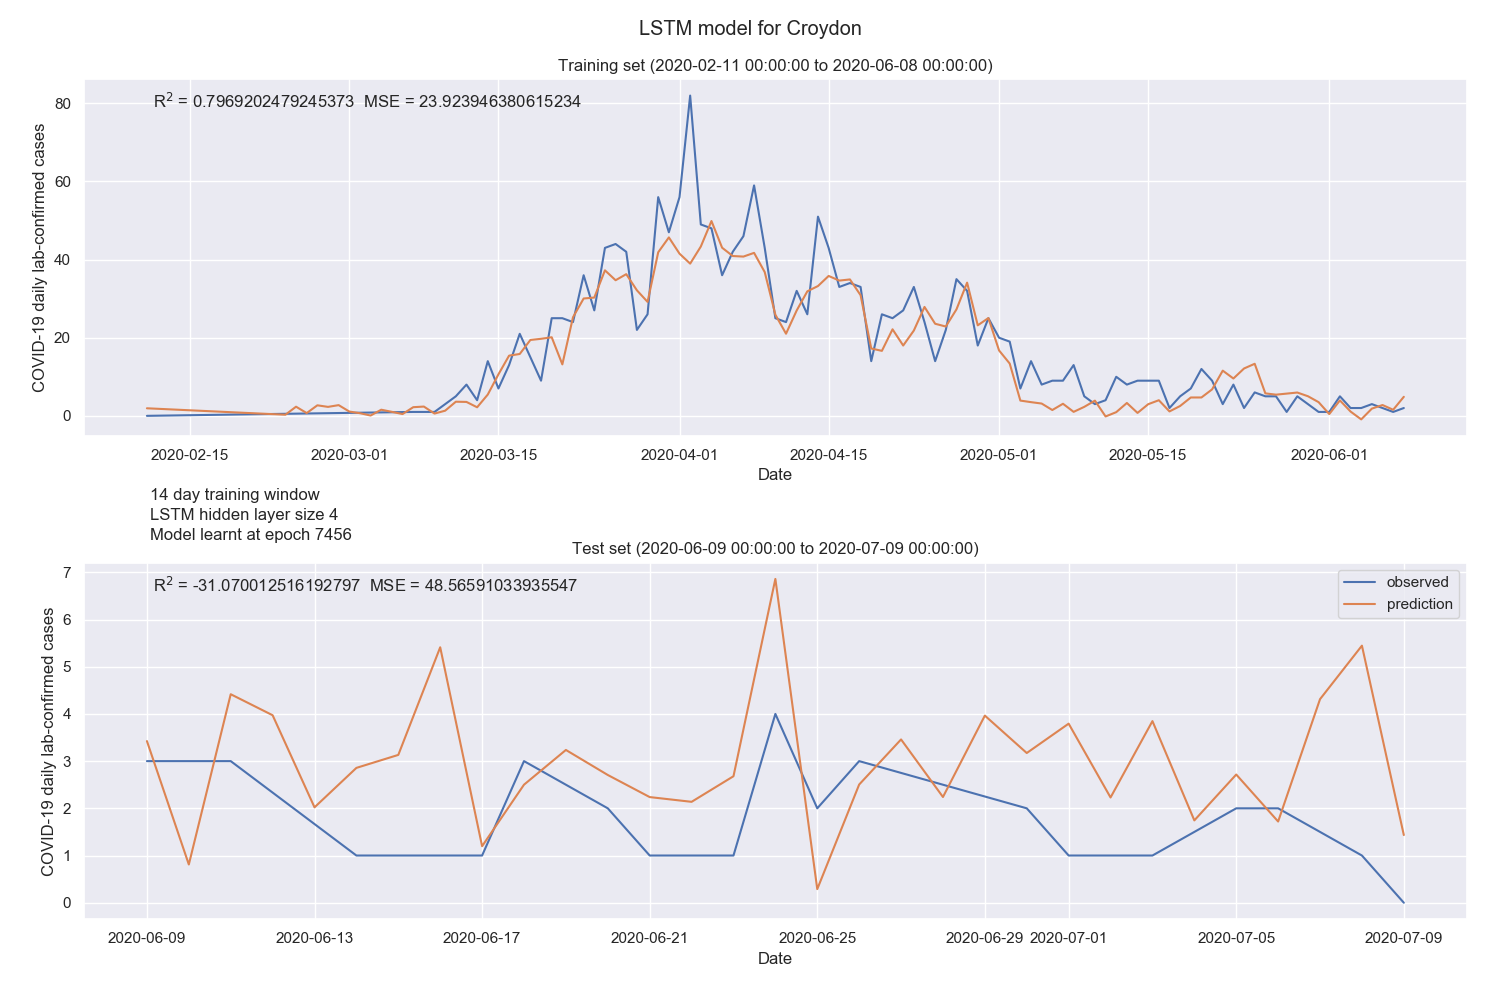 LSTM model for Croydon
Training set (2020-02-11 00:00:00 to 2020-06-08 00:00:00)
R² = 0.7969202479245373  MSE = 23.923946380615234
COVID-19 daily lab-confirmed cases
80
60
40
20
0
2020-02-15 2020-03-01 2020-03-15 2020-04-01 2020-04-15 2020-05-01 2020-05-15 2020-06-01
Date
14 day training window
LSTM hidden layer size 4
Model learnt at epoch 7456
Test set (2020-06-09 00:00:00 to 2020-07-09 00:00:00)
R² = -31.070012516192797  MSE = 48.56591033935547
observed
prediction
COVID-19 daily lab-confirmed cases
7
6
5
4
3
2
1
0
2020-06-09 2020-06-13 2020-06-17 2020-06-21 2020-06-25 2020-06-29 2020-07-01 2020-07-05 2020-07-09
Date